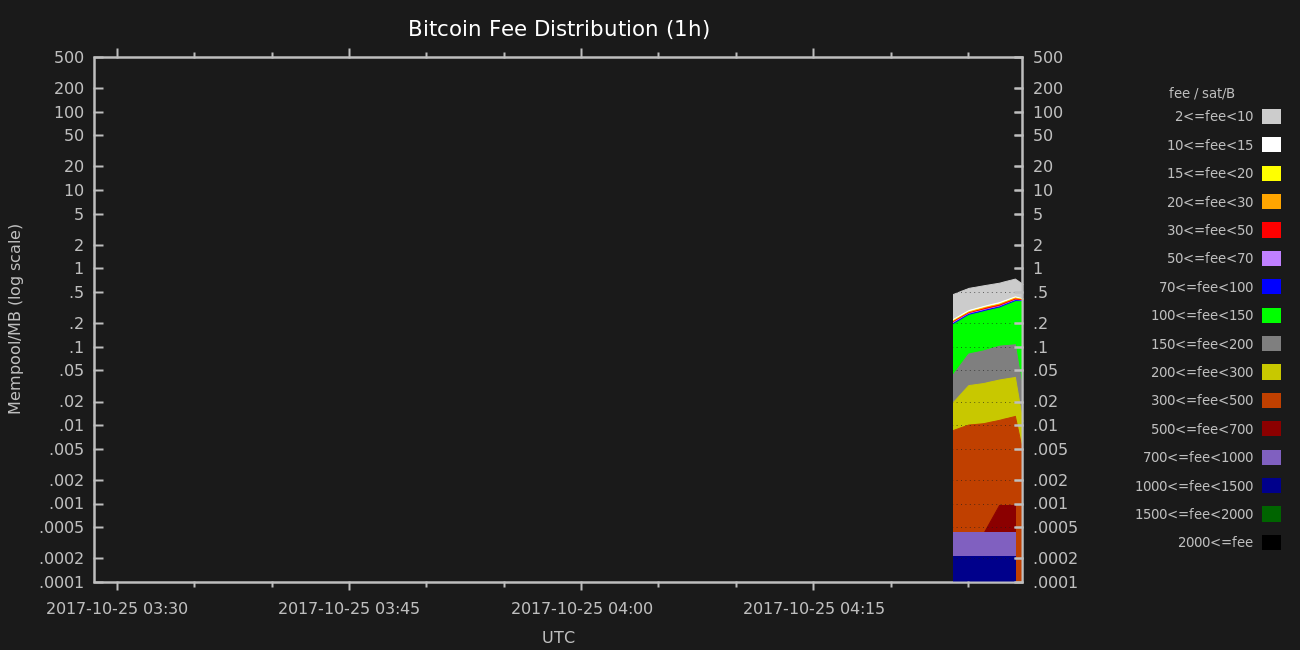 Bitcoin Fee Distribution (1h)
Mempool/MB (log scale)
500
200
100
50
20
10
5
2
1
.5
.2
.1
.05
.02
.01
.005
.002
.001
.0005
.0002
.0001
500
200
100
50
20
10
5
2
1
.5
.2
.1
.05
.02
.01
.005
.002
.001
.0005
.0002
.0001
2017-10-25 03:30
2017-10-25 03:45
2017-10-25 04:00
2017-10-25 04:15
UTC
fee / sat/B
2<=fee<10
10<=fee<15
15<=fee<20
20<=fee<30
30<=fee<50
50<=fee<70
70<=fee<100
100<=fee<150
150<=fee<200
200<=fee<300
300<=fee<500
500<=fee<700
700<=fee<1000
1000<=fee<1500
1500<=fee<2000
2000<=fee